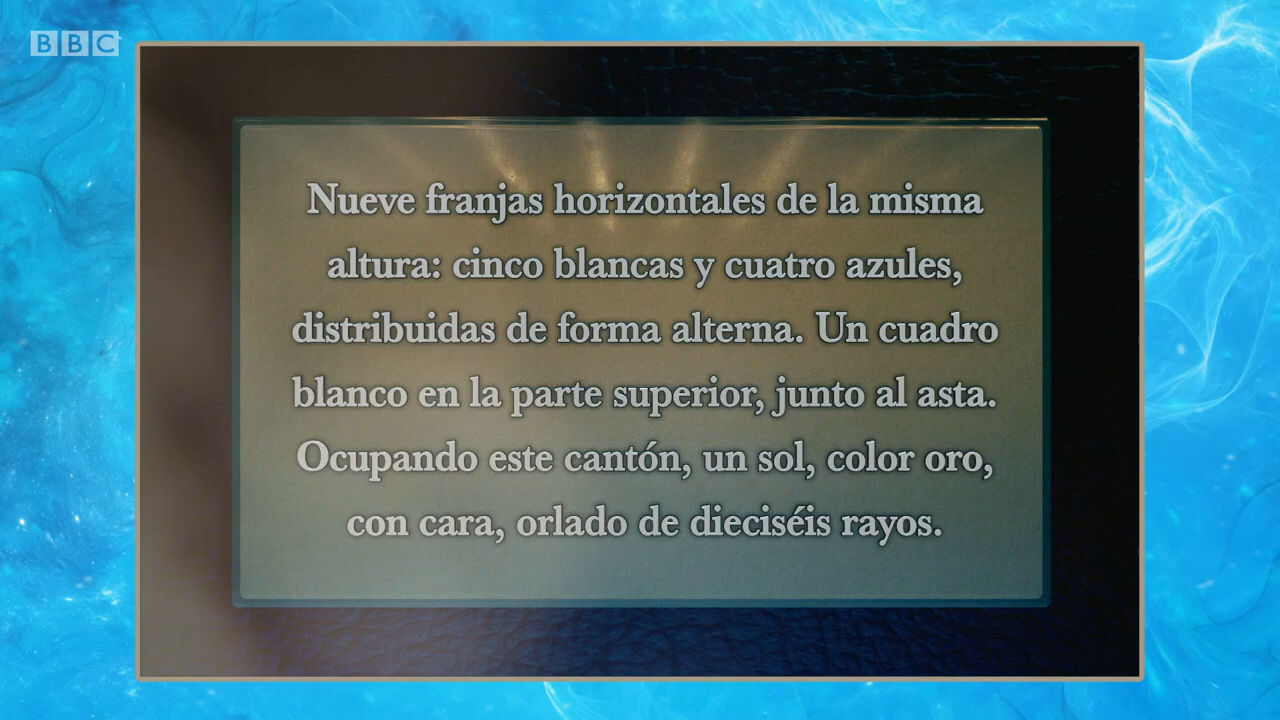 BBC
Nueve franjas horizontales de la misma
altura: cinco blancas y cuatro azules,
distribuidas de forma alterna. Un cuadro
blanco en la parte superior, junto al asta.
Ocupando este cantón, un sol, color oro,
con cara, orlado de dieciséis rayos.